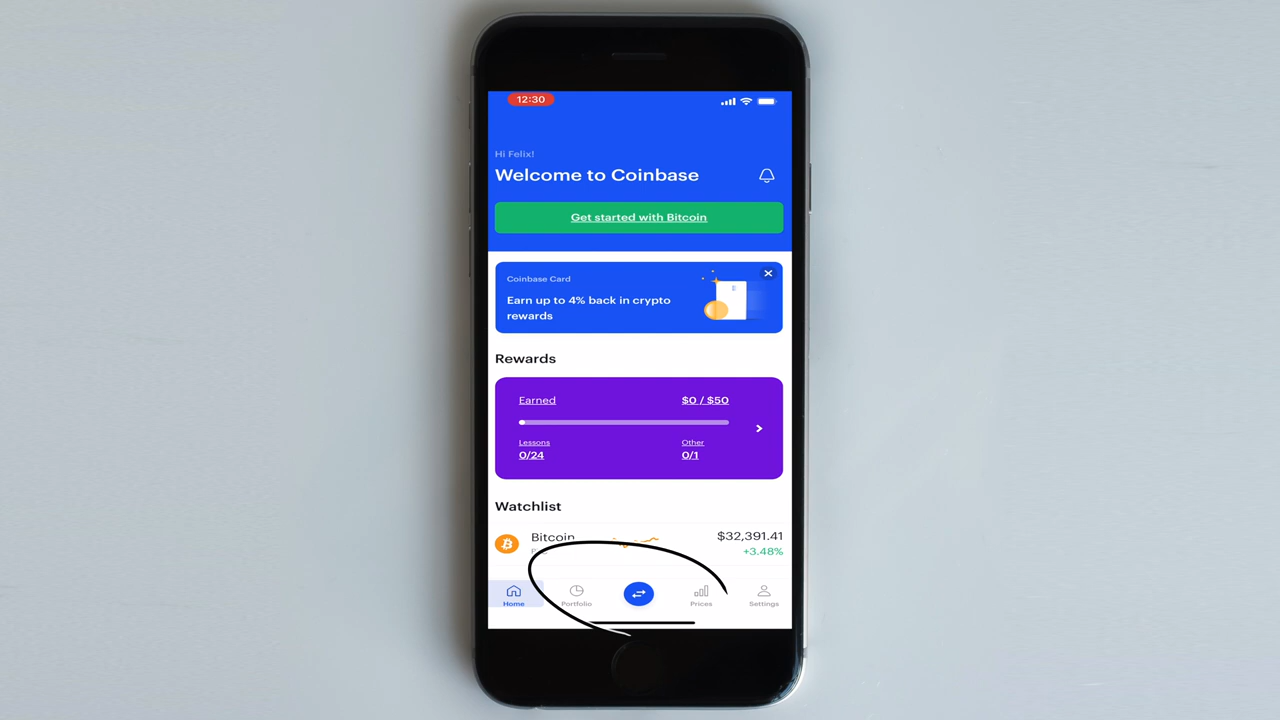 12:30
Hi Felix!
Welcome to Coinbase
Get started with Bitcoin
Coinbase Card
Earn up to 4% back in crypto
rewards
Rewards
Earned $0 / $50
Lessons Other
0/24 0/1
Watchlist
Bitcoin $32,391.41
+3.48%
Home Portfolio Prices Settings